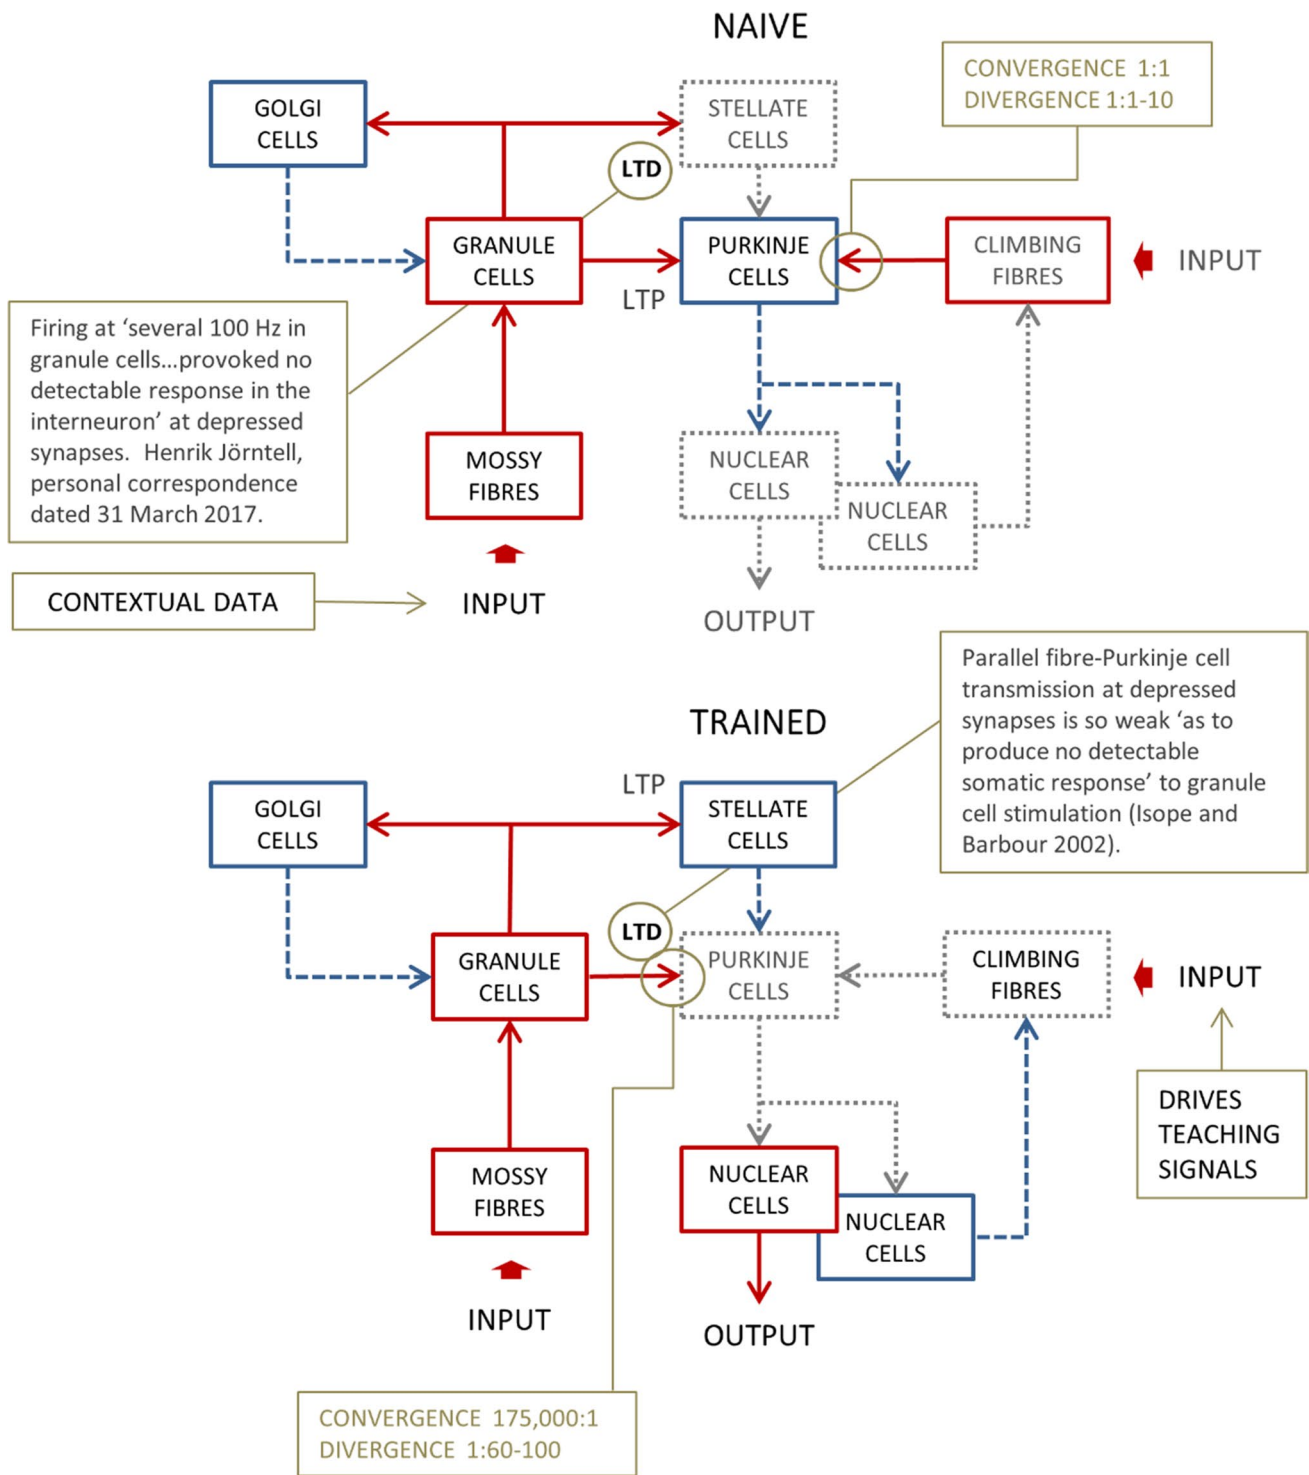 NAIVE
CONVERGENCE 1:1
DIVERGENCE 1:1-10
GOLGI
CELLS
STELLATE
CELLS
LTD
GRANULE
CELLS
PURKINJE
CELLS
CLIMBING
FIBRES
INPUT
LTP
Firing at ‘several 100 Hz in
granule cells...provoked no
detectable response in the
interneuron’ at depressed
synapses. Henrik Jörntell,
personal correspondence
dated 31 March 2017.
MOSSY
FIBRES
NUCLEAR
CELLS
NUCLEAR
CELLS
CONTEXTUAL DATA
INPUT
OUTPUT
TRAINED
Parallel fibre-Purkinje cell
transmission at depressed
synapses is so weak ‘as to
produce no detectable
somatic response’ to granule
cell stimulation (Isope and
Barbour 2002).
GOLGI
CELLS
LTP
STELLATE
CELLS
LTD
GRANULE
CELLS
PURKINJE
CELLS
CLIMBING
FIBRES
INPUT
DRIVES
TEACHING
SIGNALS
MOSSY
FIBRES
NUCLEAR
CELLS
NUCLEAR
CELLS
INPUT
OUTPUT
CONVERGENCE 175,000:1
DIVERGENCE 1:60-100